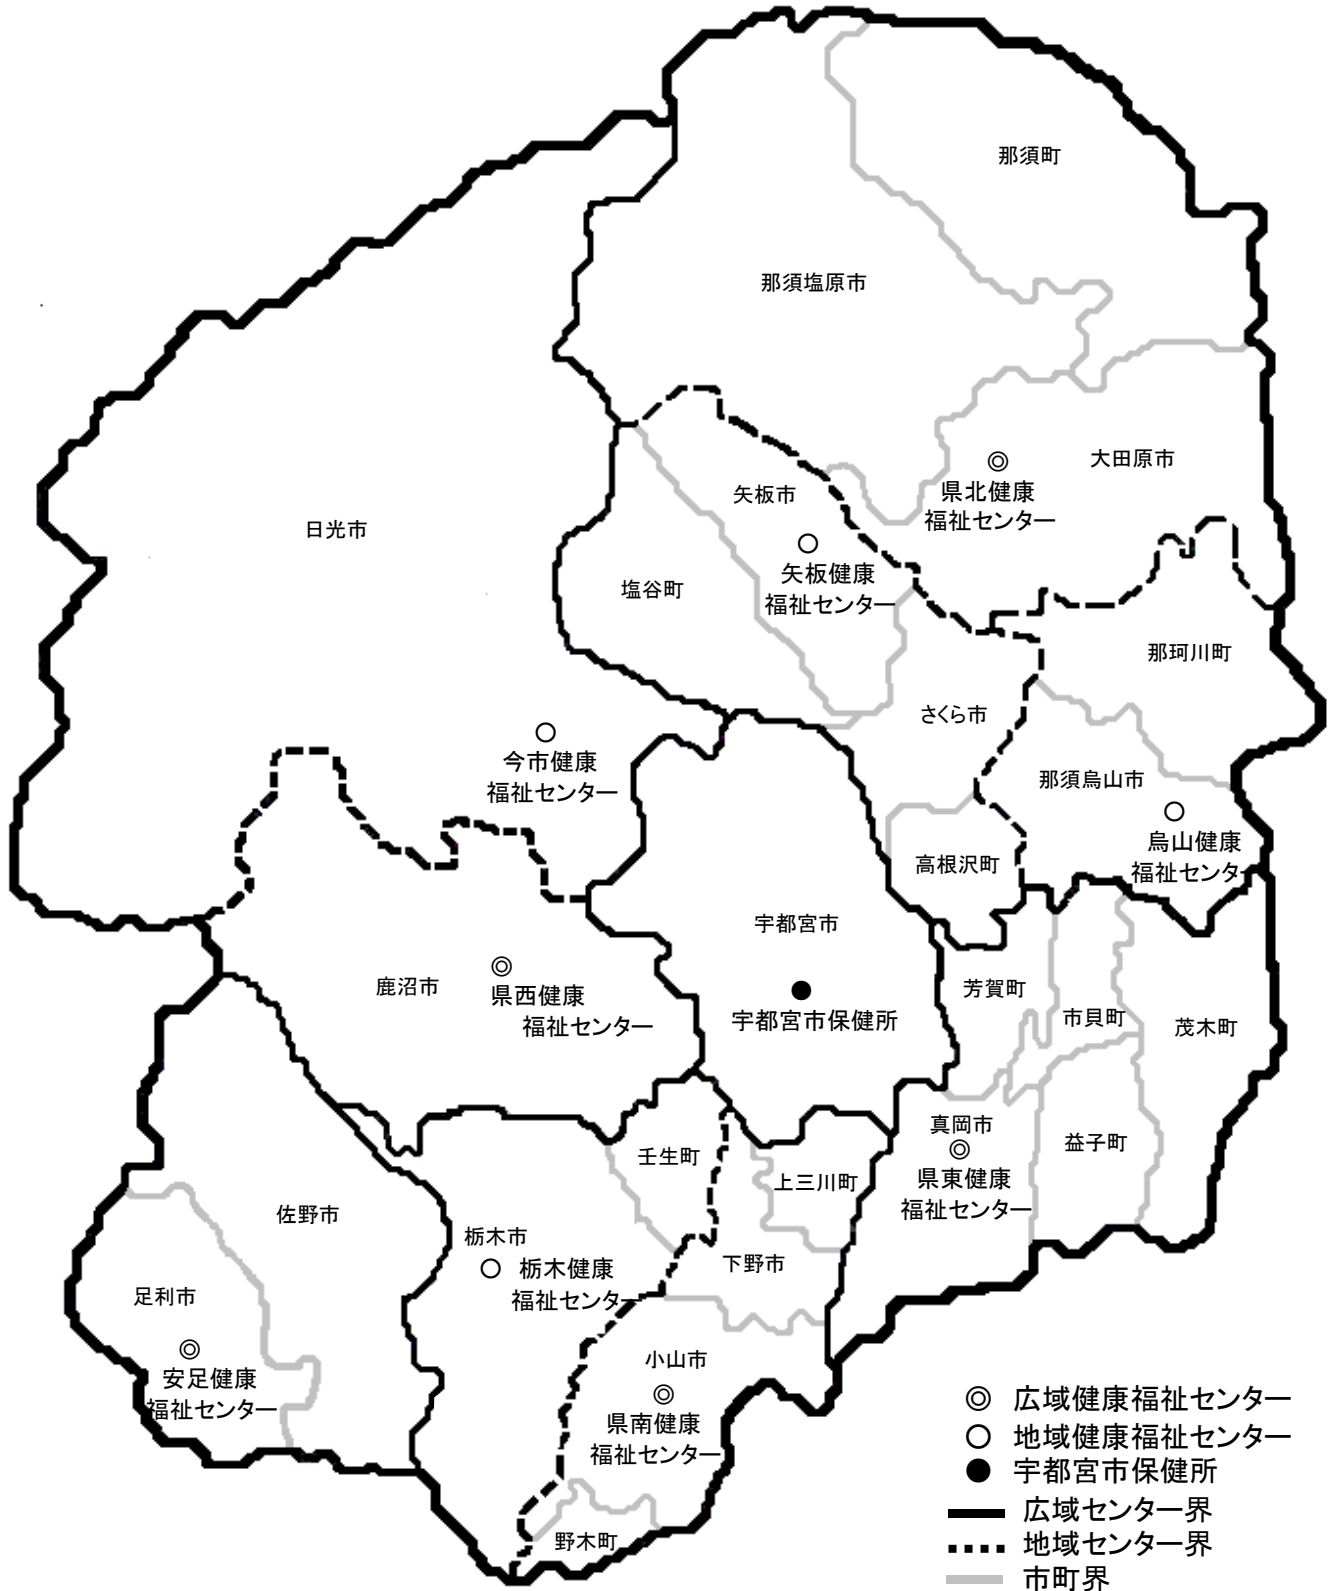 那須町
那須塩原市
大田原市
県北健康
福祉センター
矢板市
矢板健康
福祉センター
日光市
塩谷町
那珂川町
さくら市
今市健康
福祉センター
那須烏山市
烏山健康
福祉センター
高根沢町
宇都宮市
宇都宮市保健所
鹿沼市
県西健康
福祉センター
芳賀町
市貝町
茂木町
真岡市
県東健康
福祉センター
益子町
壬生町
上三川町
佐野市
栃木市
栃木健康
福祉センター
下野市
足利市
安足健康
福祉センター
小山市
県南健康
福祉センター
野木町
◎ 広域健康福祉センター
○ 地域健康福祉センター
● 宇都宮市保健所
広域センター界
地域センター界
市町界